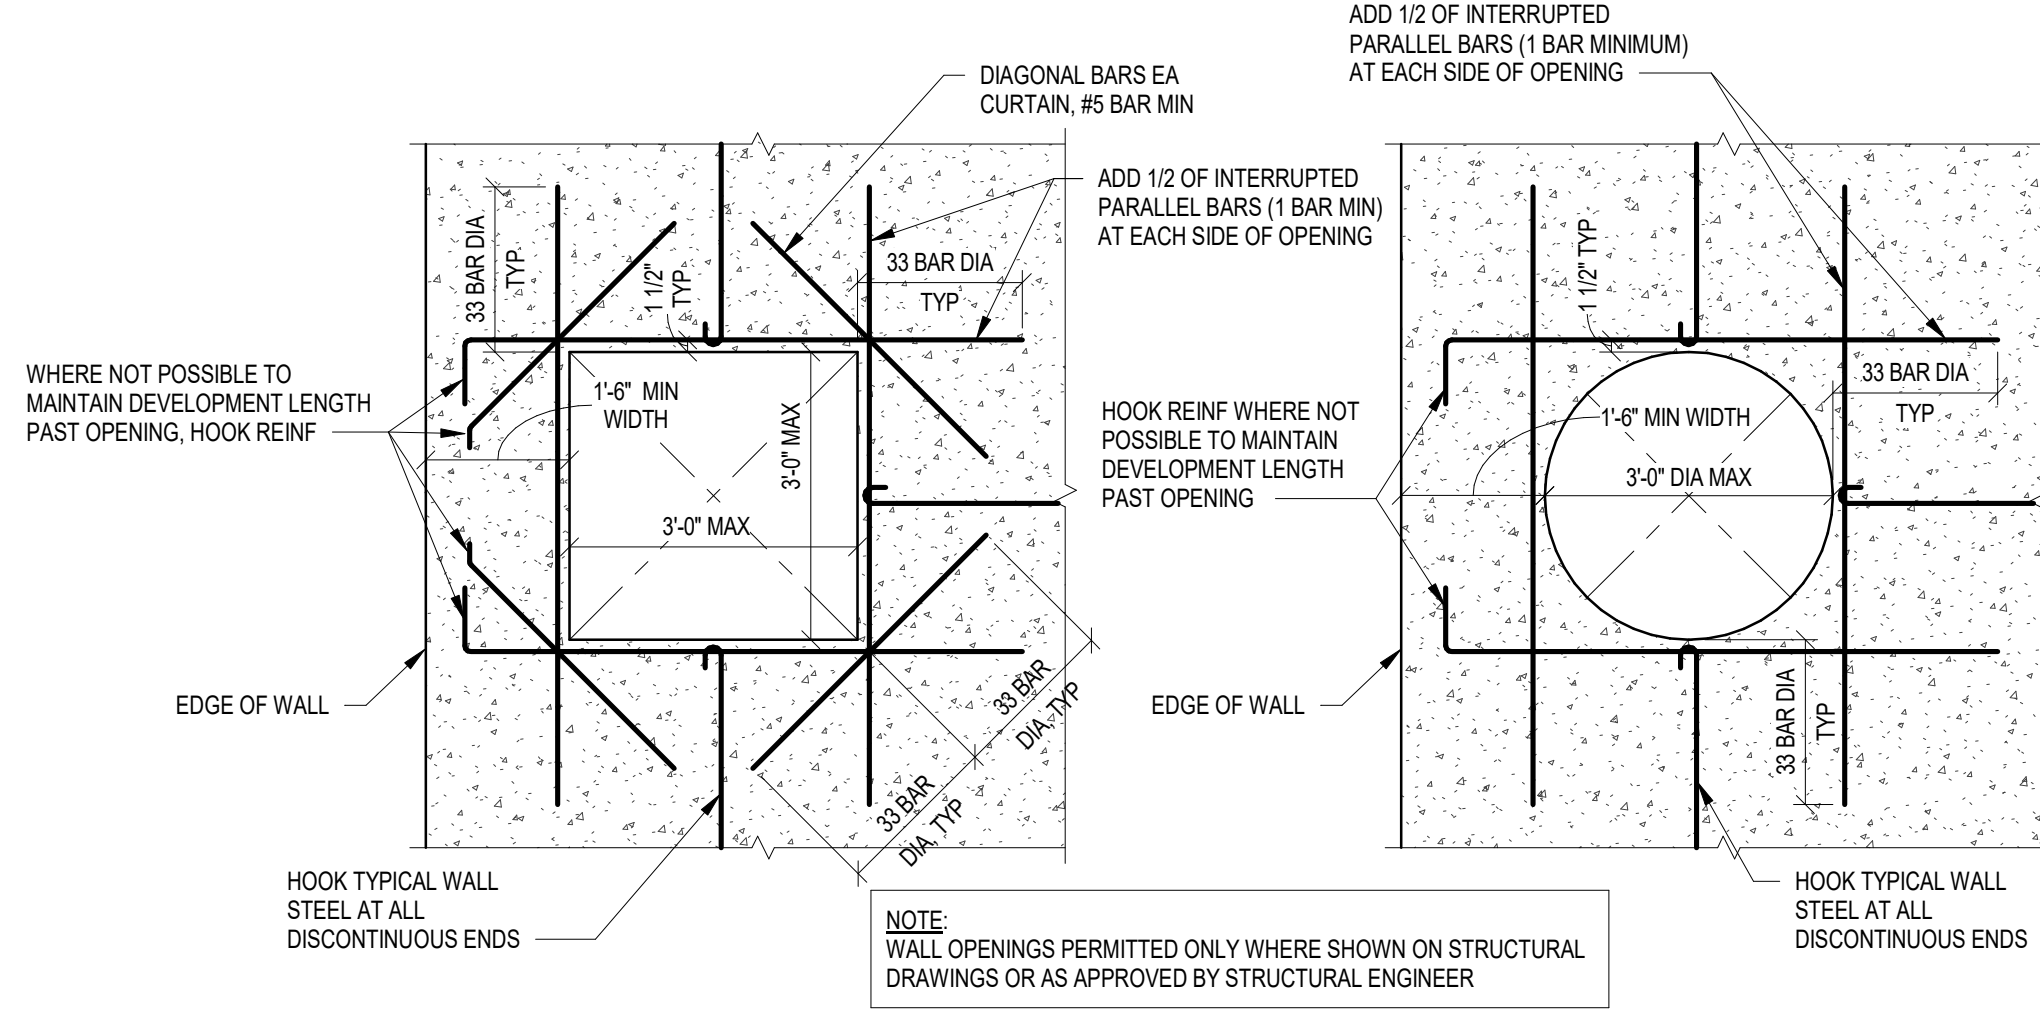 DIAGONAL BARS EA
CURTAIN, #5 BAR MIN
ADD 1/2 OF INTERRUPTED
PARALLEL BARS (1 BAR MIN)
AT EACH SIDE OF OPENING
33 BAR DIA
TYP
1 1/2"
TYP
33 BAR DIA
TYP
WHERE NOT POSSIBLE TO
MAINTAIN DEVELOPMENT LENGTH
PAST OPENING, HOOK REINF
1'-6" MIN
WIDTH
3'-0" MAX
3'-0" MAX
EDGE OF WALL
33 BAR
DIA, TYP
33 BAR
DIA, TYP
HOOK TYPICAL WALL
STEEL AT ALL
DISCONTINUOUS ENDS
ADD 1/2 OF INTERRUPTED
PARALLEL BARS (1 BAR MINIMUM)
AT EACH SIDE OF OPENING
1 1/2" TYP
33 BAR DIA
TYP
HOOK REINF WHERE NOT
POSSIBLE TO MAINTAIN
DEVELOPMENT LENGTH
PAST OPENING
1'-6" MIN WIDTH
3'-0" DIA MAX
EDGE OF WALL
33 BAR DIA
TYP
HOOK TYPICAL WALL
STEEL AT ALL
DISCONTINUOUS ENDS
NOTE:
WALL OPENINGS PERMITTED ONLY WHERE SHOWN ON STRUCTURAL
DRAWINGS OR AS APPROVED BY STRUCTURAL ENGINEER